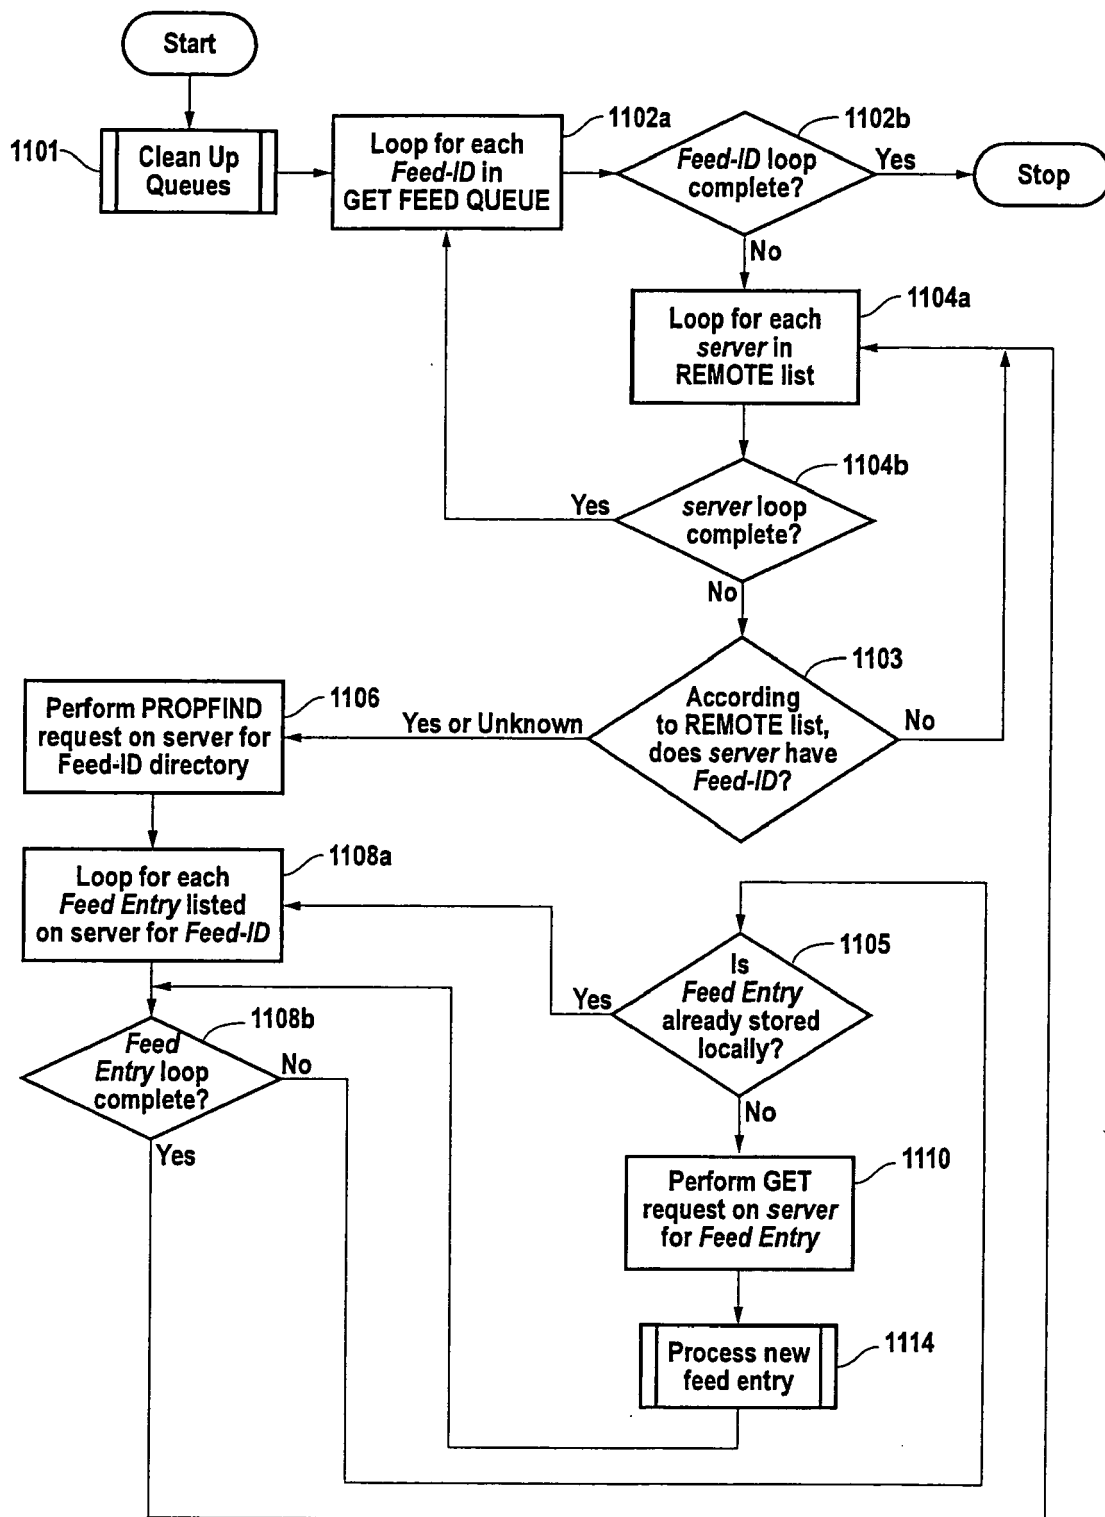 Start
1101
Clean Up
Queues
1102a
Loop for each
Feed-ID in
GET FEED QUEUE
1102b
Feed-ID loop
complete?
Yes
Stop
No
1104a
Loop for each
server in
REMOTE list
1104b
server loop
complete?
Yes
No
1103
According
to REMOTE list,
does server have
Feed-ID?
No
Yes or Unknown
1106
Perform PROPFIND
request on server for
Feed-ID directory
1108a
Loop for each
Feed Entry listed
on server for Feed-ID
1108b
Feed
Entry loop
complete?
No
Yes
1105
Is
Feed Entry
already stored
locally?
Yes
No
1110
Perform GET
request on server
for Feed Entry
1114
Process new
feed entry